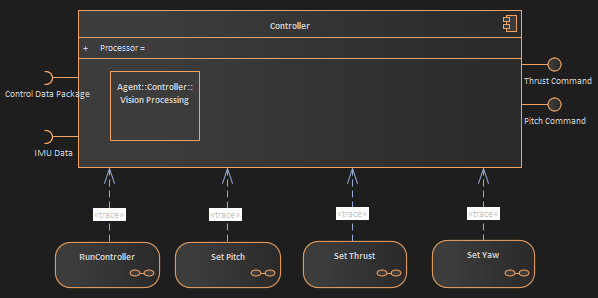 Controller
+ Processor =
Agent::Controller::
Vision Processing
Control Data Package
IMU Data
Thrust Command
Pitch Command
«trace»
«trace»
«trace»
«trace»
RunController
Set Pitch
Set Thrust
Set Yaw